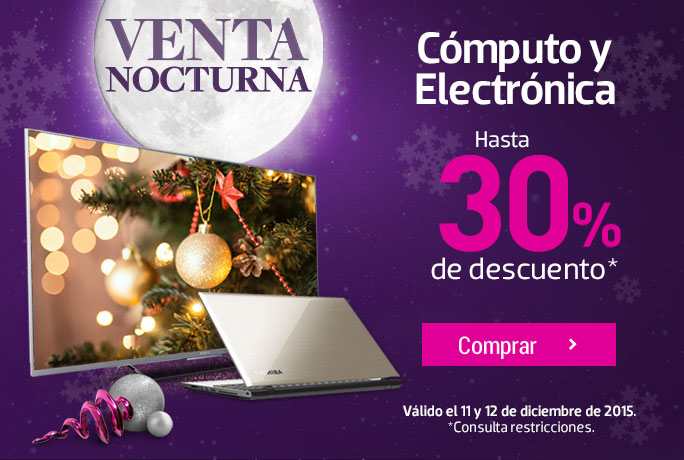 VENTA
NOCTURNA
Cómputo y
Electrónica
Hasta
30%
de descuento*
TOSHIBA
Comprar >
Válido el 11 y 12 de diciembre de 2015.
*Consulta restricciones.